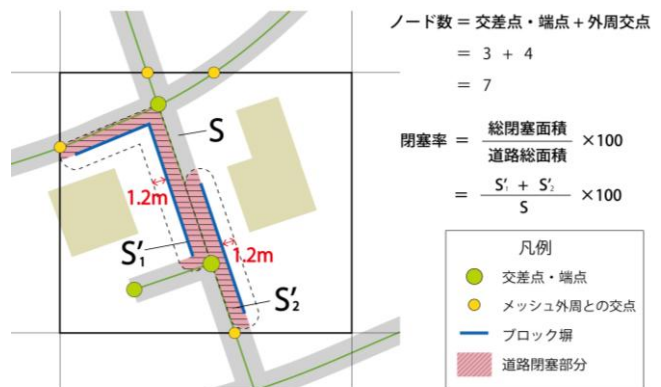 ノード数 = 交差点・端点 + 外周交点
= 3 + 4
= 7
閉塞率 = 総閉塞面積 / 道路総面積 ×100
= S′₁ + S′₂ / S ×100
S
1.2m
S′₁
1.2m
S′₂
凡例
交差点・端点
メッシュ外周との交点
ブロック塀
道路閉塞部分